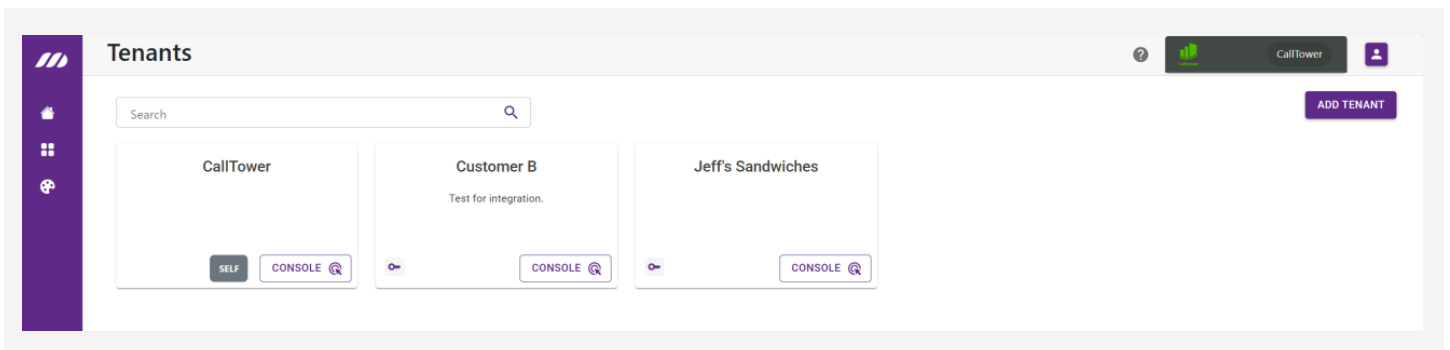 Tenants
CallTower
Search
ADD TENANT
CallTower
SELF
CONSOLE
Customer B
Test for integration.
CONSOLE
Jeff's Sandwiches
CONSOLE